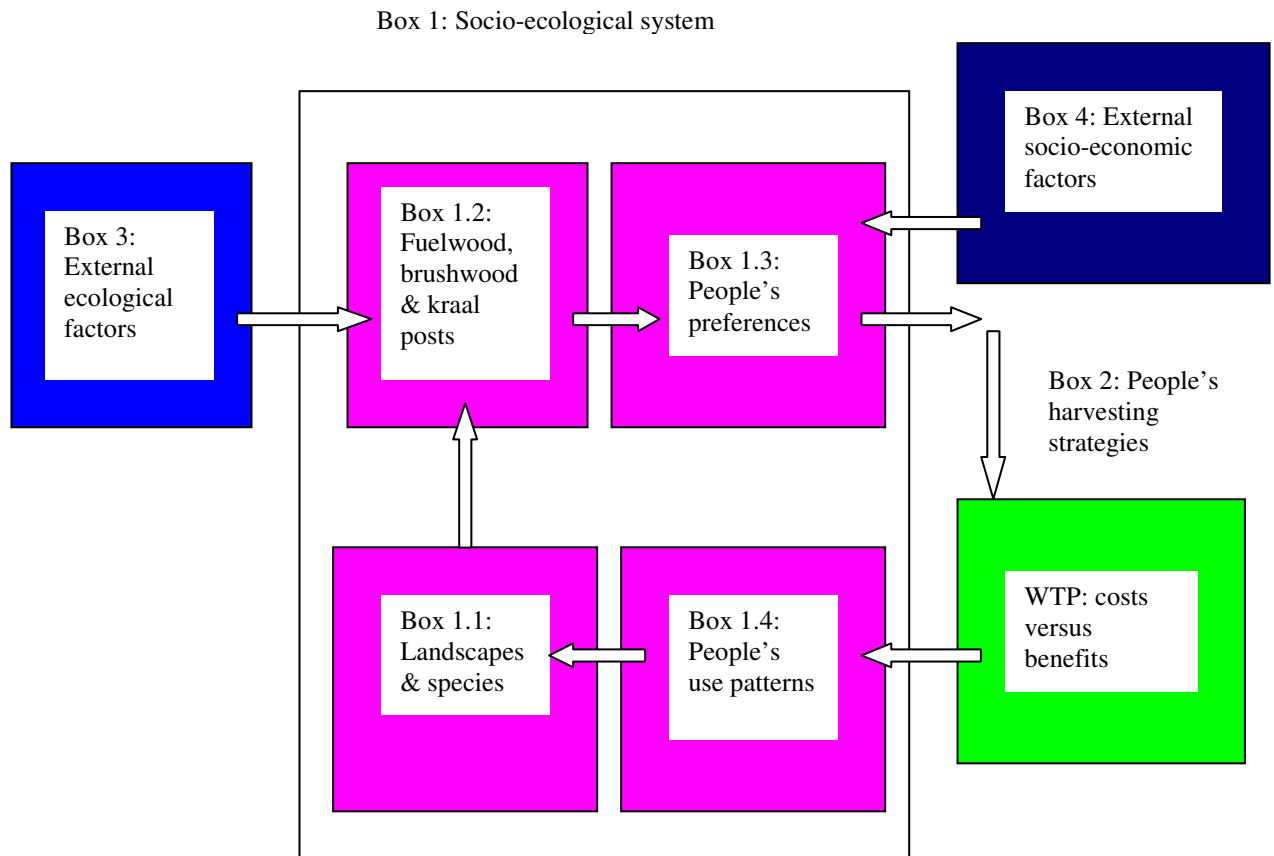 Box 1: Socio-ecological system
Box 4: External
socio-economic
factors
Box 3:
External
ecological
factors
Box 1.2:
Fuelwood,
brushwood
& kraal
posts
Box 1.3:
People's
preferences
Box 2: People's
harvesting
strategies
Box 1.1:
Landscapes
& species
Box 1.4:
People's
use patterns
WTP: costs
versus
benefits